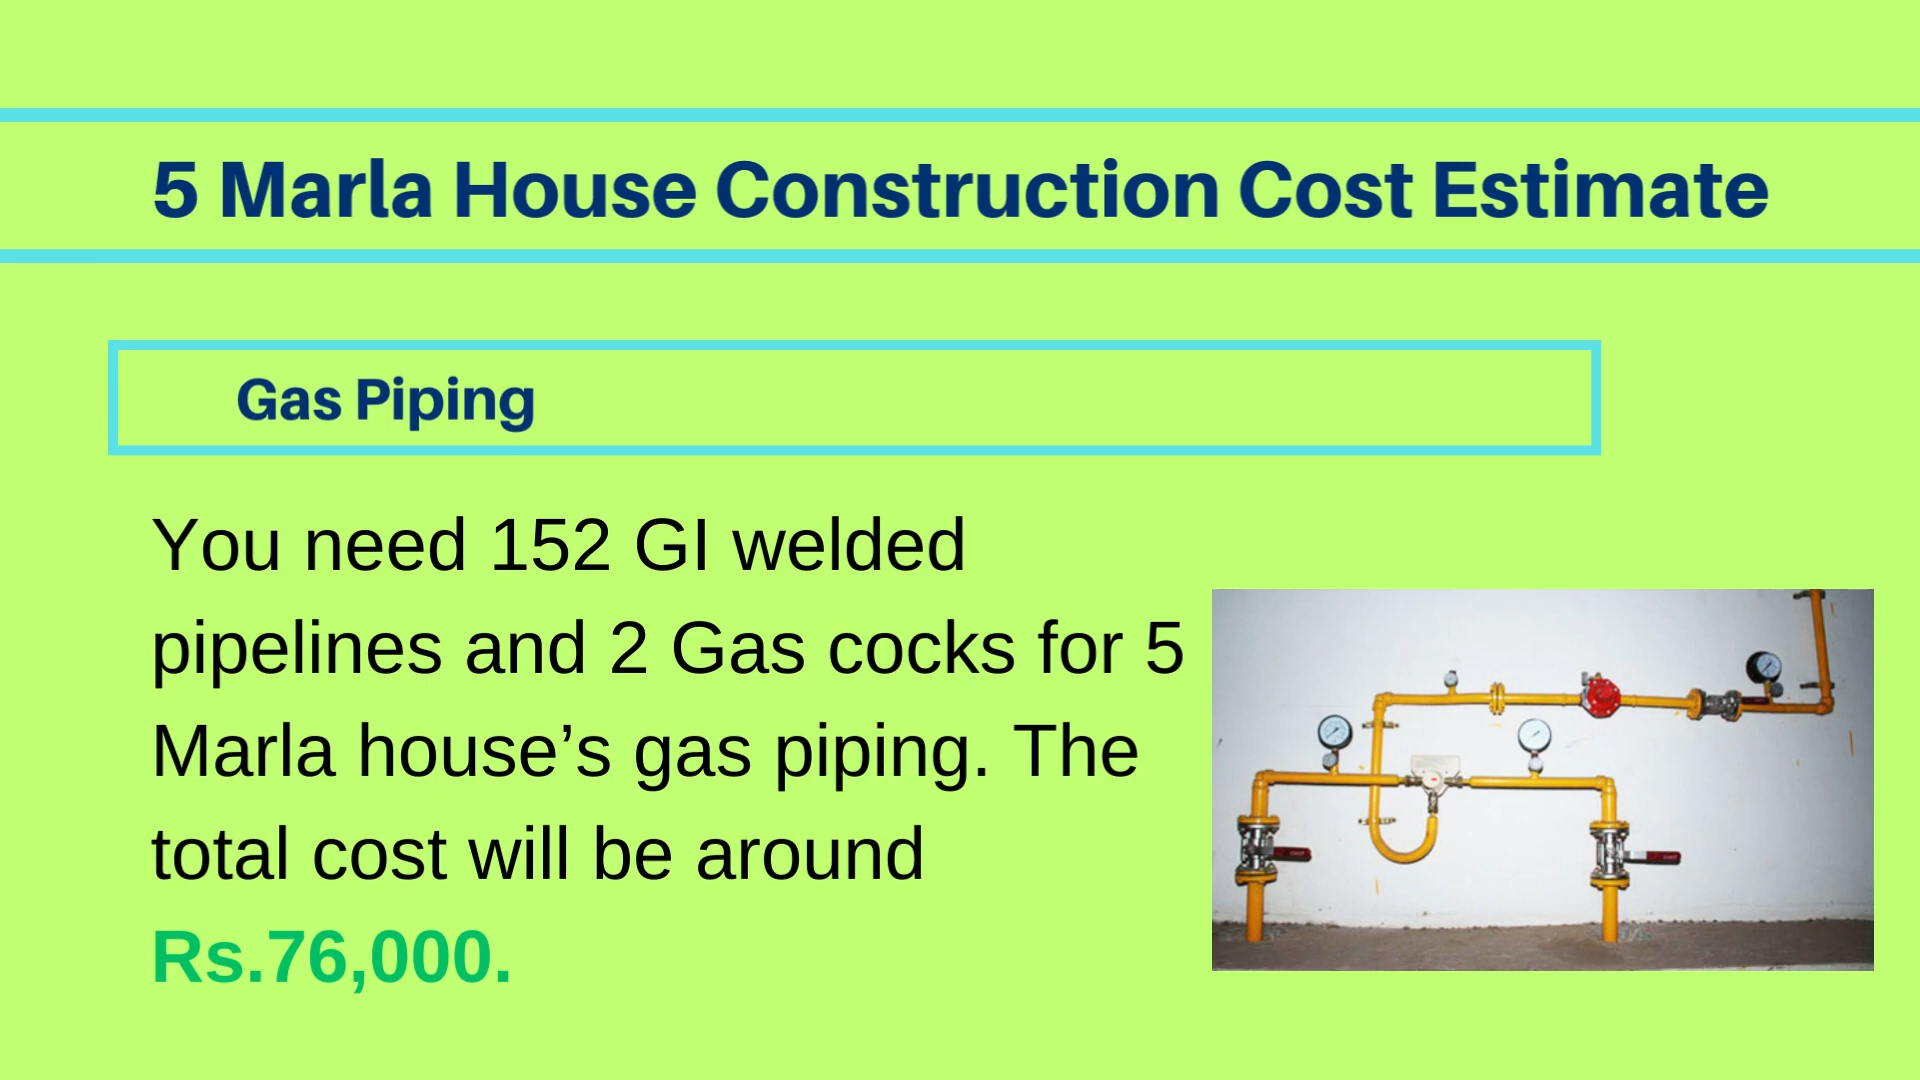 5 Marla House Construction Cost Estimate
Gas Piping
You need 152 GI welded
pipelines and 2 Gas cocks for 5
Marla house’s gas piping. The
total cost will be around
Rs.76,000.